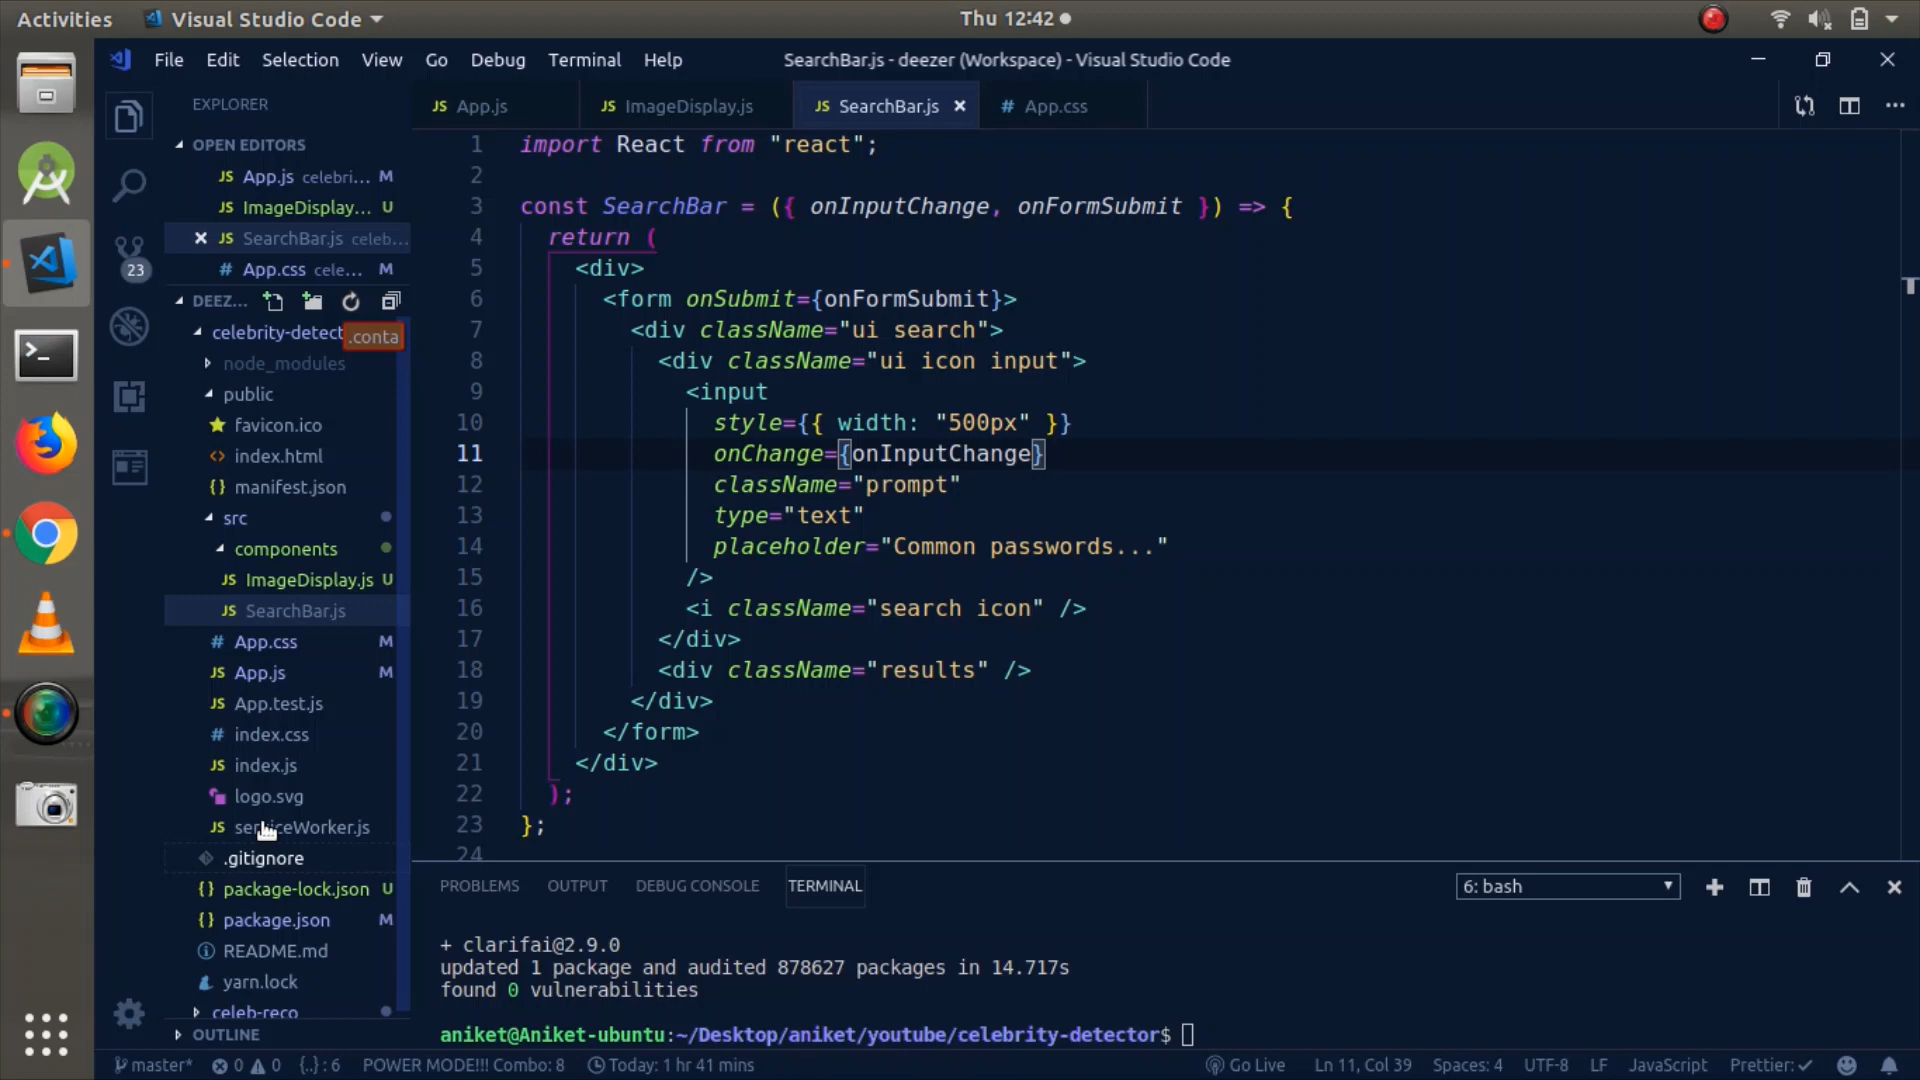 Activities
Visual Studio Code
Thu 12:42
File Edit Selection View Go Debug Terminal Help
SearchBar.js - deezer (Workspace) - Visual Studio Code
EXPLORER
OPEN EDITORS
JS App.js celebri... M
JS ImageDisplay... U
JS SearchBar.js celeb...
# App.css cele... M
23
DEEZ...
celebrity-detect
.conta
node_modules
public
favicon.ico
index.html
{} manifest.json
src
components
JS ImageDisplay.js U
JS SearchBar.js
# App.css M
JS App.js M
JS App.test.js
# index.css
JS index.js
logo.svg
JS serviceWorker.js
.gitignore
{} package-lock.json U
{} package.json M
README.md
yarn.lock
celeb-reco
OUTLINE
JS App.js
JS ImageDisplay.js
JS SearchBar.js
# App.css
1 import React from "react";
2
3 const SearchBar = ({ onInputChange, onFormSubmit }) => {
4 return (
5 <div>
6 <form onSubmit={onFormSubmit}>
7 <div className="ui search">
8 <div className="ui icon input">
9 <input
10 style={{ width: "500px" }}
11 onChange={onInputChange}
12 className="prompt"
13 type="text"
14 placeholder="Common passwords..."
15 />
16 <i className="search icon" />
17 </div>
18 <div className="results" />
19 </div>
20 </form>
21 </div>
22 );
23 };
24
PROBLEMS OUTPUT DEBUG CONSOLE TERMINAL
6: bash
+ clarifai@2.9.0
updated 1 package and audited 878627 packages in 14.717s
found 0 vulnerabilities
aniket@Aniket-ubuntu:~/Desktop/aniket/youtube/celebrity-detector$
master* 0 0 {..} : 6 POWER MODE!!! Combo: 8 Today: 1 hr 41 mins
Go Live Ln 11, Col 39 Spaces: 4 UTF-8 LF JavaScript Prettier: ✓